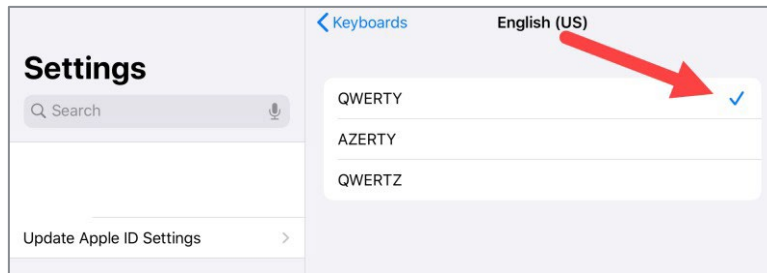 Settings
Search
Update Apple ID Settings
Keyboards
English (US)
QWERTY
AZERTY
QWERTZ